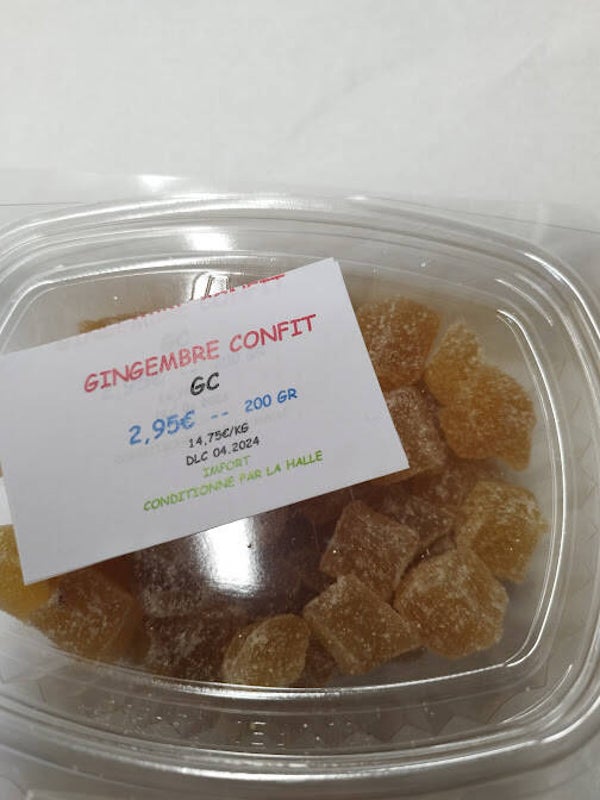 GINGEMBRE CONFIT
GC
2,95€ -- 200 GR
14,75€/KG
DLC 04.2024
IMPORT
CONDITIONNE PAR LA HALLE